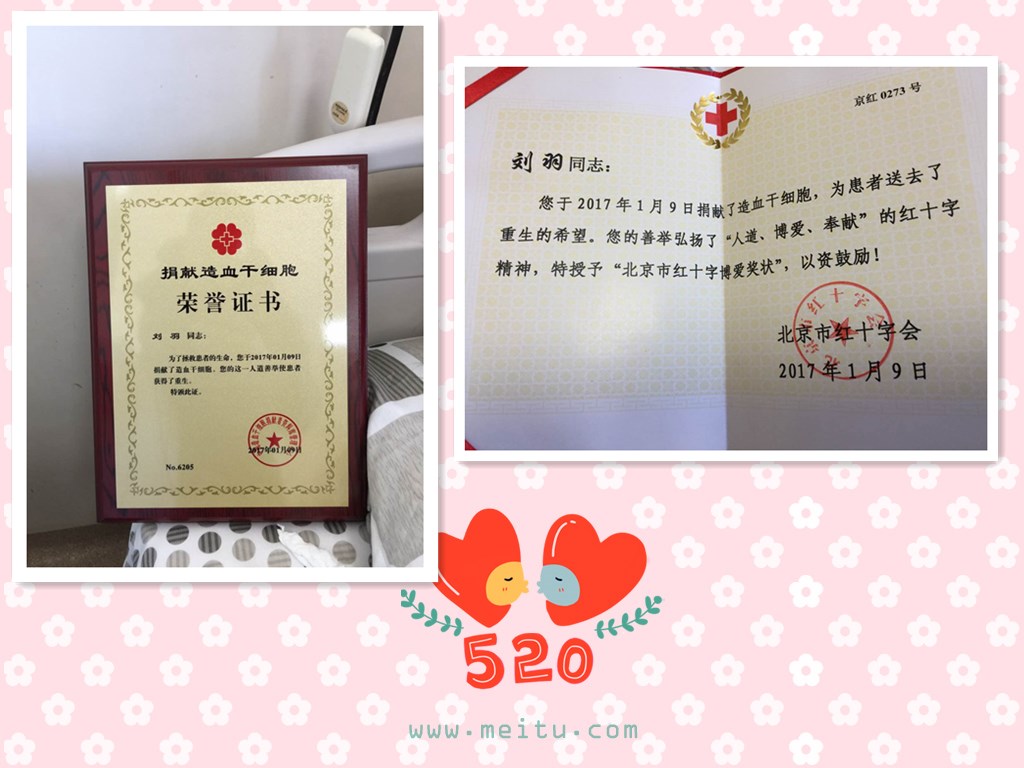 捐献造血干细胞
荣誉证书
刘 羽 同志：
为了拯救患者的生命，您于2017年01月09日
捐献了造血干细胞。您的这一人道善举使患者
获得了重生。
特颁此证。
2017年01月09日
No.6205
京红 0273 号
刘 羽 同志：
您于 2017 年 1 月 9 日捐献了造血干细胞，为患者送去了
重生的希望。您的善举弘扬了“人道、博爱、奉献”的红十字
精神，特授予“北京市红十字博爱奖状”，以资鼓励！
北京市红十字会
2017 年 1 月 9 日
北京市红十字会
520
www.meitu.com